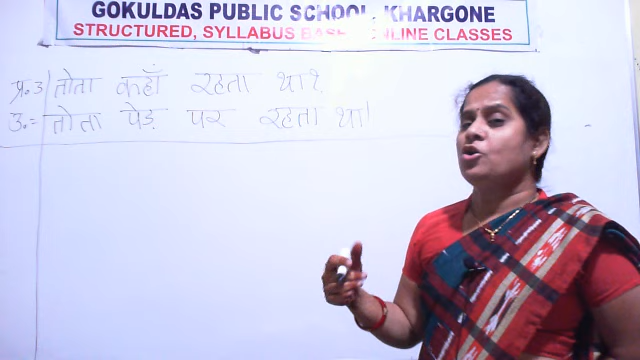 GOKULDAS PUBLIC SCHOOL, KHARGONE
STRUCTURED, SYLLABUS BASE ONLINE CLASSES
प्र. 3) तोता कहाँ रहता था?
उ. = तोता पेड़ पर रहता था।